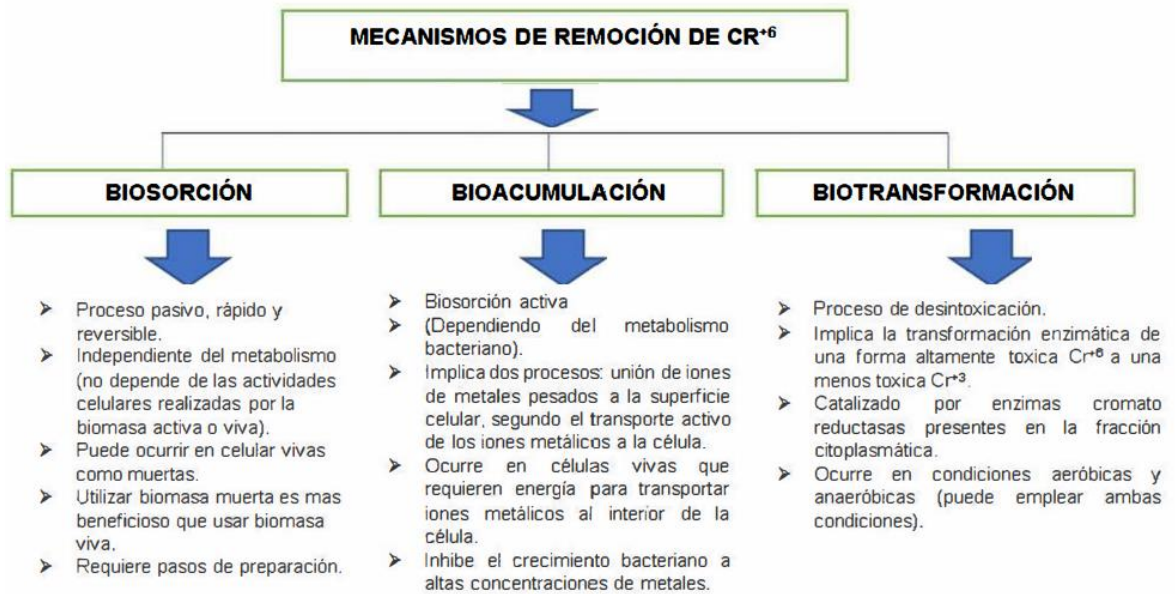 MECANISMOS DE REMOCIÓN DE CR⁺⁶
BIOSORCIÓN
➢ Proceso pasivo, rápido y
reversible.
➢ Independiente del metabolismo
(no depende de las actividades
celulares realizadas por la
biomasa activa o viva).
➢ Puede ocurrir en celular vivas
como muertas.
➢ Utilizar biomasa muerta es mas
beneficioso que usar biomasa
viva.
➢ Requiere pasos de preparación.
BIOACUMULACIÓN
➢ Biosorción activa
➢ (Dependiendo del metabolismo
bacteriano).
➢ Implica dos procesos: unión de iones
de metales pesados a la superficie
celular, segundo el transporte activo
de los iones metálicos a la célula.
➢ Ocurre en células vivas que
requieren energía para transportar
iones metálicos al interior de la
célula.
➢ Inhibe el crecimiento bacteriano a
altas concentraciones de metales.
BIOTRANSFORMACIÓN
➢ Proceso de desintoxicación.
➢ Implica la transformación enzimática de
una forma altamente toxica Cr⁺⁶ a una
menos toxica Cr⁺³.
➢ Catalizado por enzimas cromato
reductasas presentes en la fracción
citoplasmática.
➢ Ocurre en condiciones aeróbicas y
anaeróbicas (puede emplear ambas
condiciones).